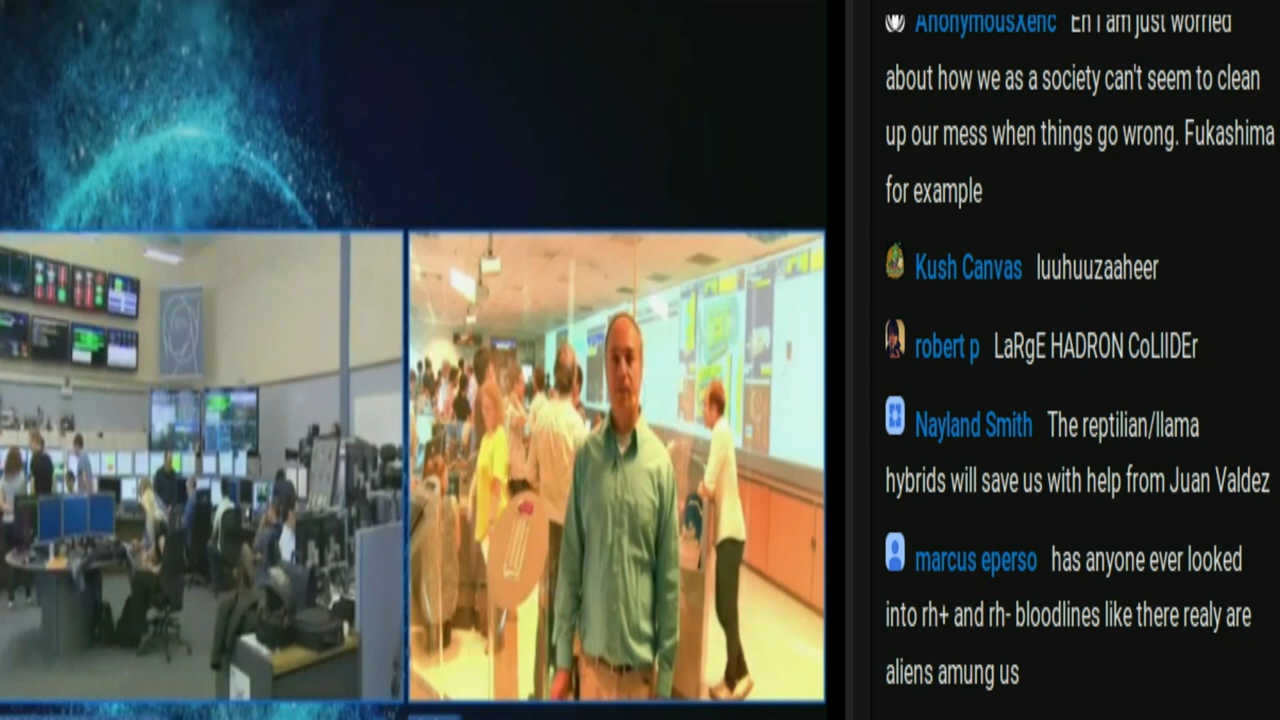 AnonymousXenc Eh I am just worried
about how we as a society can't seem to clean
up our mess when things go wrong. Fukashima
for example
Kush Canvas luuhuuzaaheer
robert p LaRgE HADRON CoLIIDEr
Nayland Smith The reptilian/llama
hybrids will save us with help from Juan Valdez
marcus eperso has anyone ever looked
into rh+ and rh- bloodlines like there realy are
aliens amung us